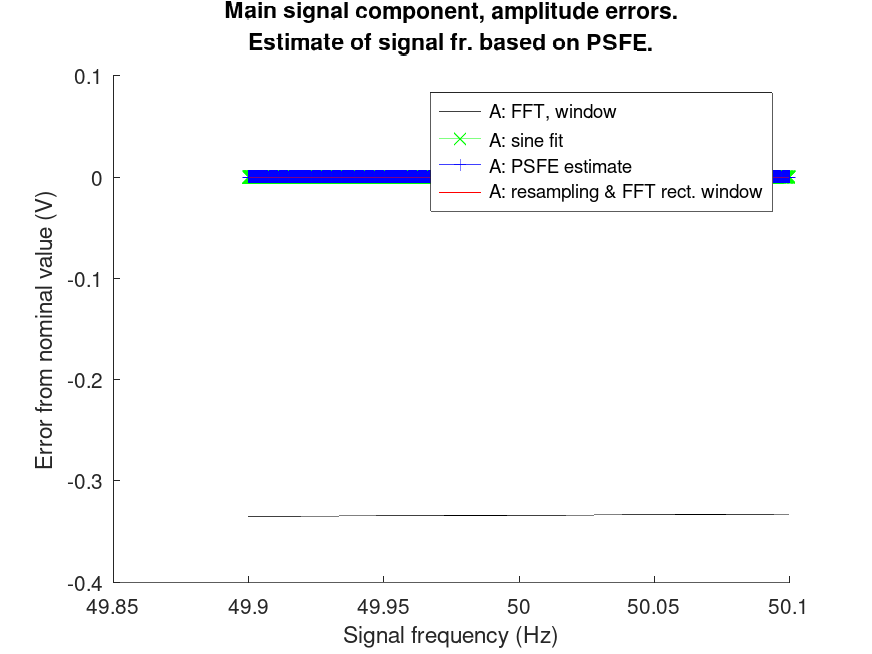 Main signal component, amplitude errors.
Estimate of signal fr. based on PSFE.
0.1
0
-0.1
-0.2
-0.3
-0.4
Error from nominal value (V)
A: FFT, window
A: sine fit
A: PSFE estimate
A: resampling & FFT rect. window
49.85
49.9
49.95
50
50.05
50.1
Signal frequency (Hz)